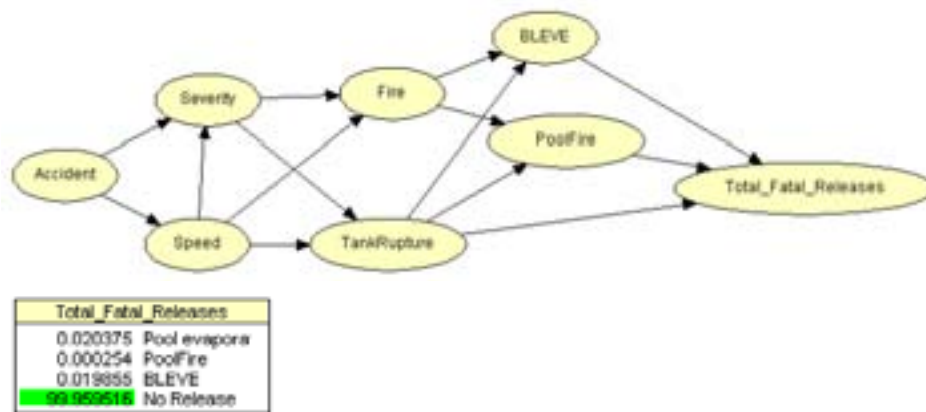 BLEVE
Severity
Fire
PoolFire
Accident
Total_Fatal_Releases
Speed
TankRupture
Total_Fatal_Releases
0.020375 Pool evapora
0.000254 PoolFire
0.019855 BLEVE
99.959516 No Release